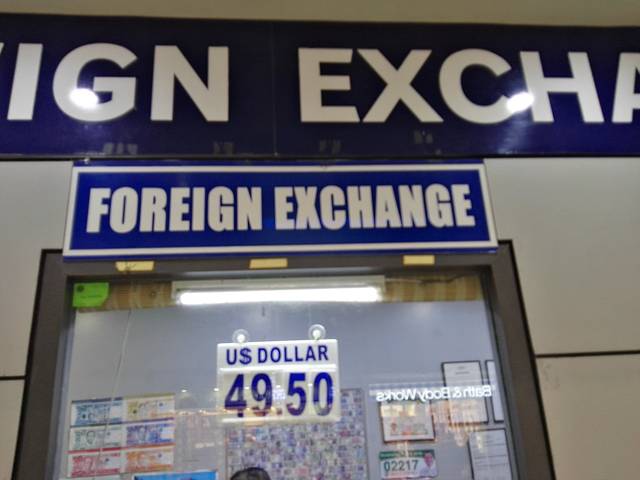 IGN EXCHA
FOREIGN EXCHANGE
U$ DOLLAR
49.50
Bath & Body Works
02217